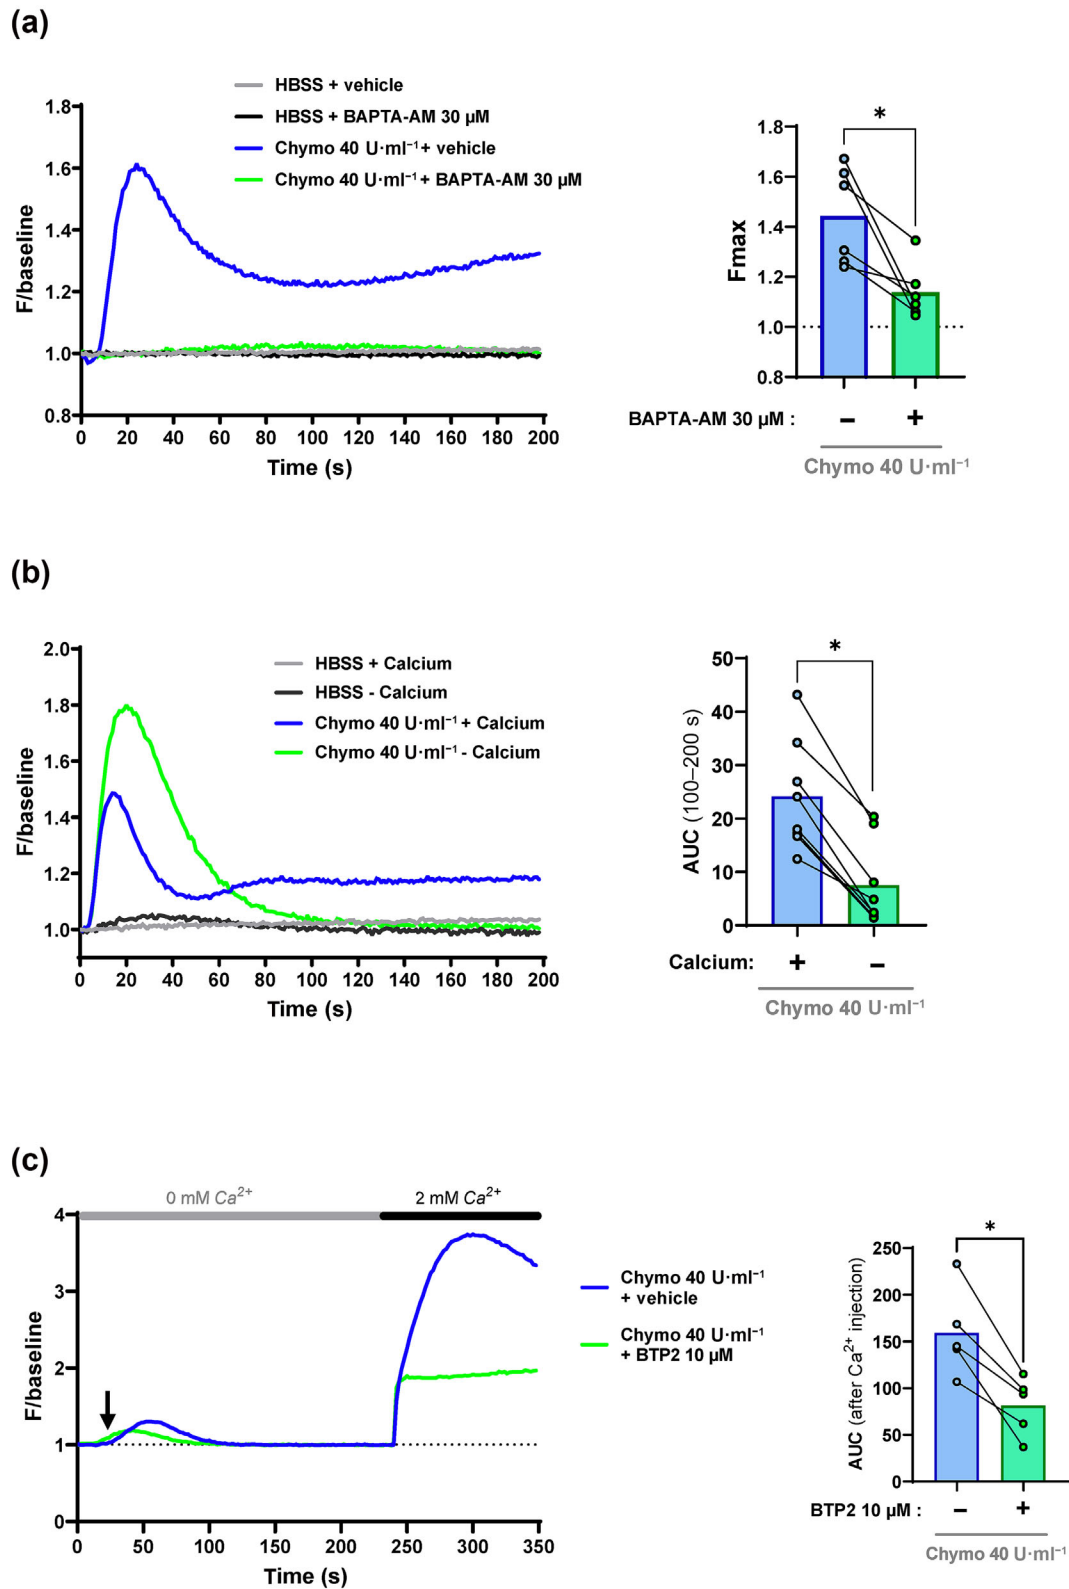 (a)
HBSS + vehicle
HBSS + BAPTA-AM 30 µM
Chymo 40 U·ml⁻¹ + vehicle
Chymo 40 U·ml⁻¹ + BAPTA-AM 30 µM
F/baseline
1.8
1.6
1.4
1.2
1.0
0.8
0 20 40 60 80 100 120 140 160 180 200
Time (s)
*
Fmax
1.8
1.6
1.4
1.2
1.0
0.8
BAPTA-AM 30 µM : − +
Chymo 40 U·ml⁻¹
(b)
HBSS + Calcium
HBSS - Calcium
Chymo 40 U·ml⁻¹ + Calcium
Chymo 40 U·ml⁻¹ - Calcium
F/baseline
2.0
1.8
1.6
1.4
1.2
1.0
0 20 40 60 80 100 120 140 160 180 200
Time (s)
*
AUC (100–200 s)
50
40
30
20
10
0
Calcium: + −
Chymo 40 U·ml⁻¹
(c)
0 mM Ca²⁺ 2 mM Ca²⁺
F/baseline
4
3
2
1
0
0 50 100 150 200 250 300 350
Time (s)
Chymo 40 U·ml⁻¹
+ vehicle
Chymo 40 U·ml⁻¹
+ BTP2 10 µM
*
AUC (after Ca²⁺ injection)
250
200
150
100
50
0
BTP2 10 µM : − +
Chymo 40 U·ml⁻¹